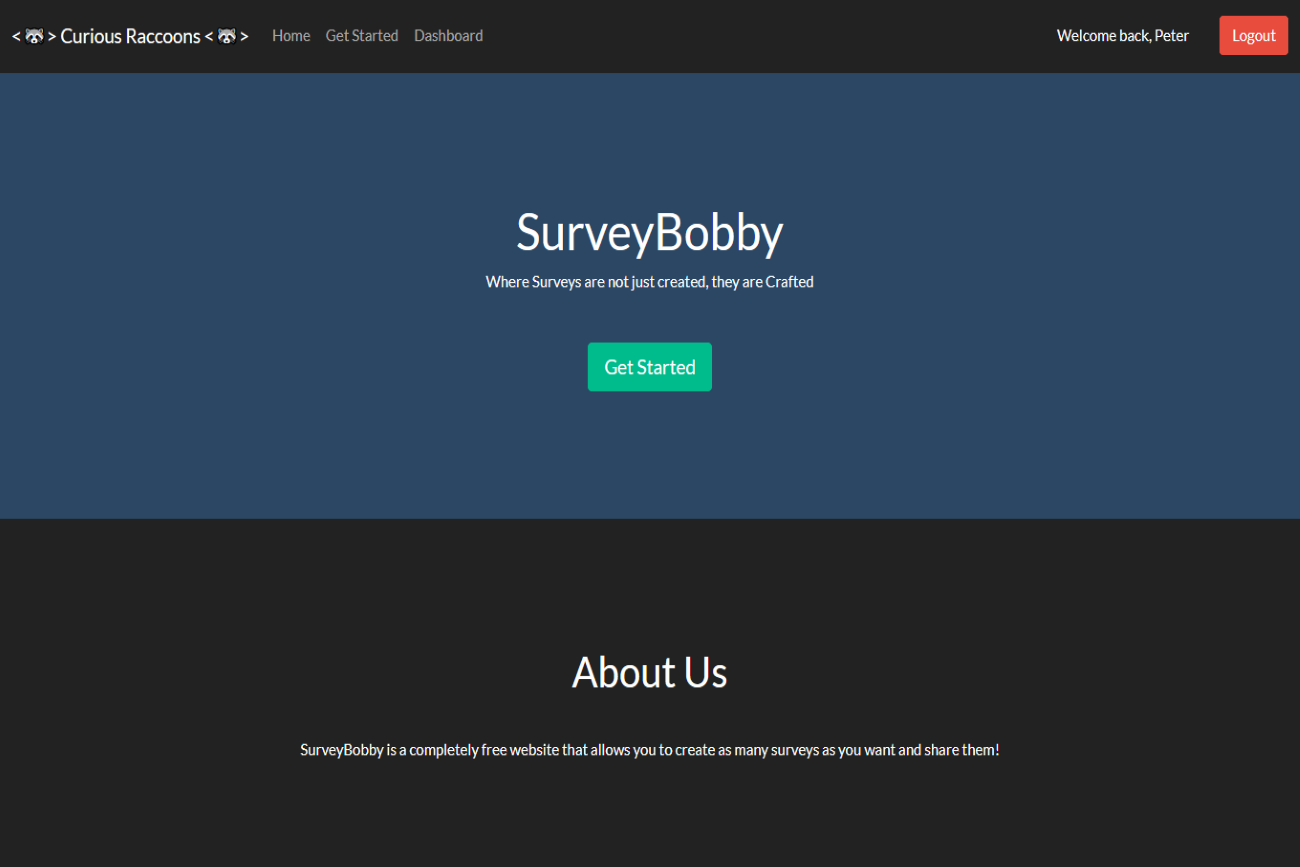 < 🦝 > Curious Raccoons < 🦝 > Home Get Started Dashboard Welcome back, Peter Logout
SurveyBobby
Where Surveys are not just created, they are Crafted
Get Started
About Us
SurveyBobby is a completely free website that allows you to create as many surveys as you want and share them!